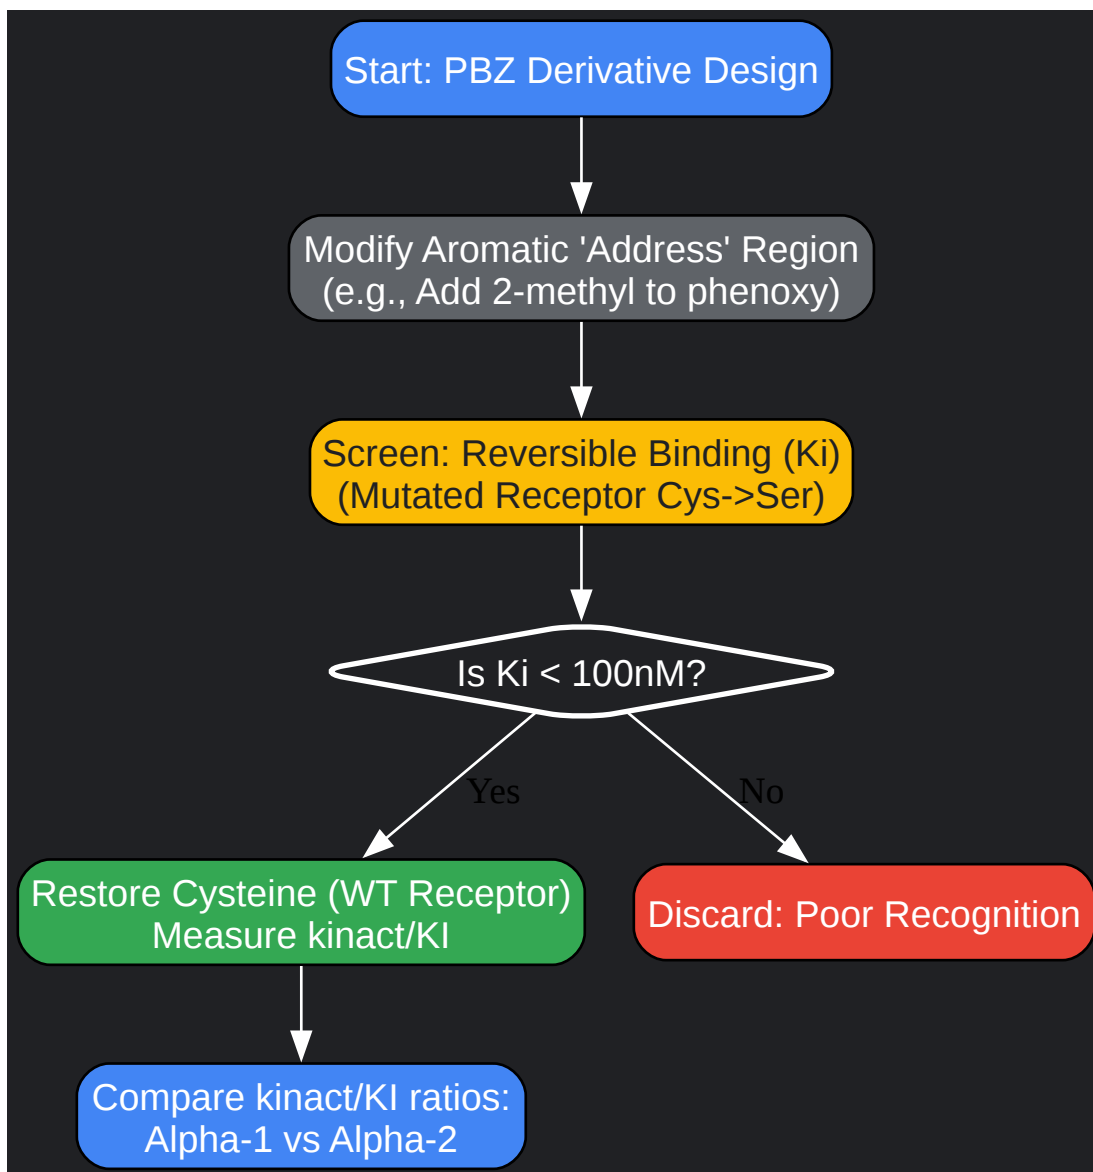 Start: PBZ Derivative Design
Modify Aromatic 'Address' Region
(e.g., Add 2-methyl to phenoxy)
Screen: Reversible Binding (Ki)
(Mutated Receptor Cys->Ser)
Is Ki < 100nM?
Yes
No
Restore Cysteine (WT Receptor)
Measure kinact/KI
Discard: Poor Recognition
Compare kinact/KI ratios:
Alpha-1 vs Alpha-2